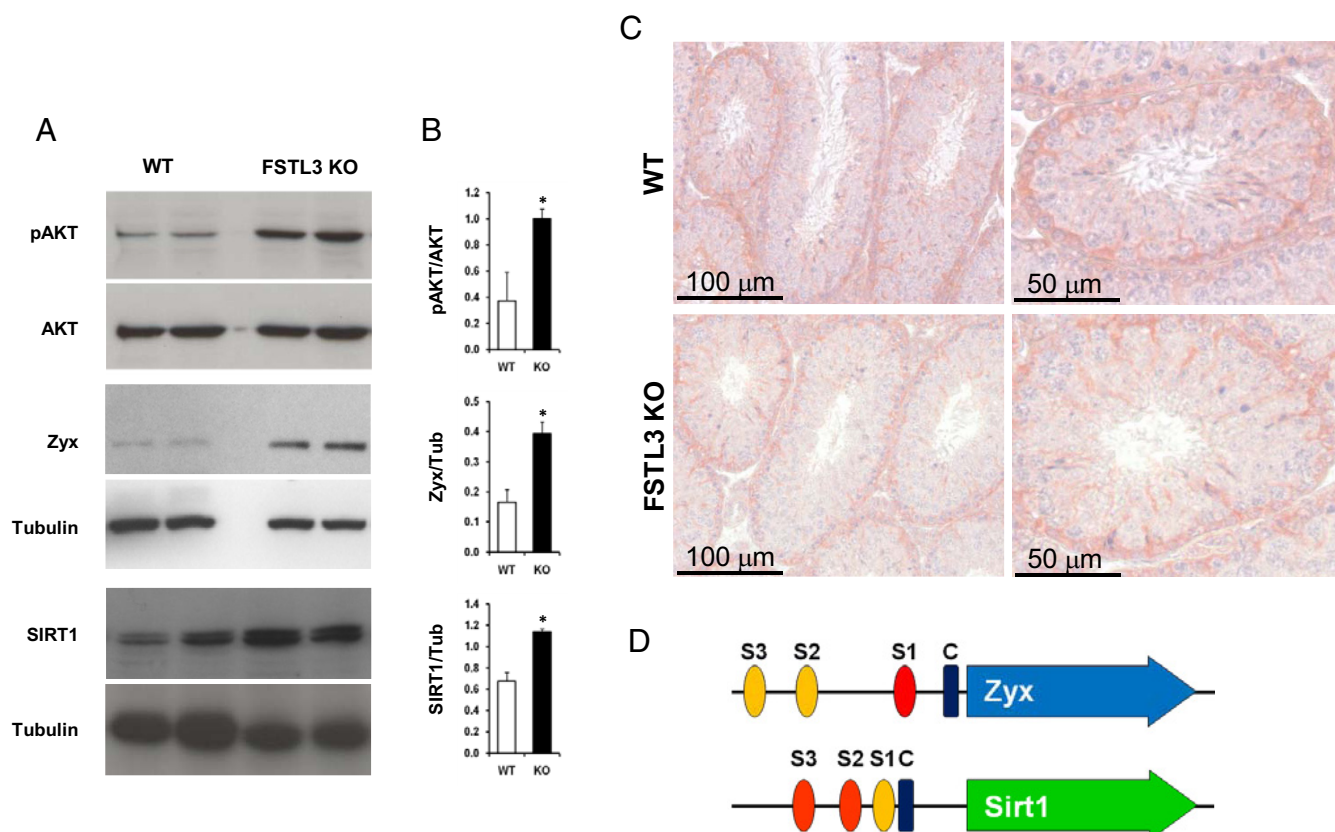 A
WT FSTL3 KO
pAKT
AKT
Zyx
Tubulin
SIRT1
Tubulin
B
pAKT/AKT
1.2
1.0
0.8
0.6
0.4
0.2
0.0
*
WT KO
Zyx/Tub
0.5
0.4
0.3
0.2
0.1
0.0
*
WT KO
SIRT1/Tub
1.4
1.2
1.0
0.8
0.6
0.4
0.2
0.0
*
WT KO
C
WT
100 μm 50 μm
FSTL3 KO
100 μm 50 μm
D
S3 S2 S1 C
Zyx
S3 S2 S1 C
Sirt1